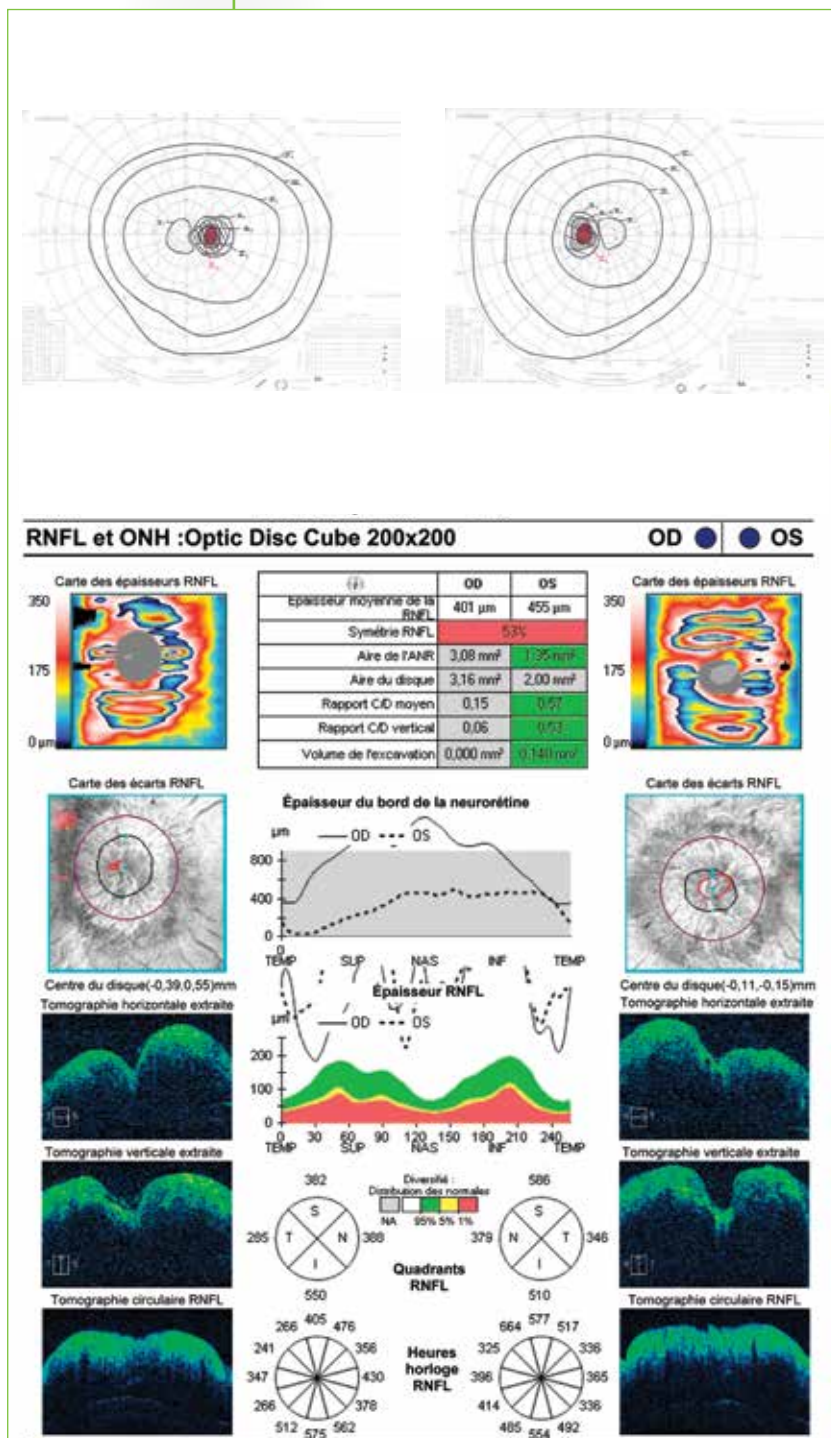 RNFL et ONH :Optic Disc Cube 200x200 OD OS
Carte des épaisseurs RNFL
350
175
0 µm
OD OS
Epaisseur moyenne de la RNFL 401 µm 455 µm
Symétrie RNFL 53%
Aire de l'ANR 3,08 mm² 1,35 mm²
Aire du disque 3,16 mm² 2,00 mm²
Rapport C/D moyen 0,15 0,57
Rapport C/D vertical 0,06 0,53
Volume de l'excavation 0,000 mm³ 0,140 mm³
Carte des épaisseurs RNFL
350
175
0 µm
Carte des écarts RNFL
Centre du disque(-0,39,0,55)mm
Épaisseur du bord de la neurorétine
µm OD OS
800
400
0
TEMP SUP NAS INF TEMP
Carte des écarts RNFL
Centre du disque(-0,11,-0,15)mm
Tomographie horizontale extraite
Épaisseur RNFL
µm OD OS
200
100
0
0 30 60 90 120 150 180 210 240
TEMP SUP NAS INF TEMP
Tomographie horizontale extraite
Tomographie verticale extraite
Diversifié :
Distribution des normales
NA 95% 5% 1%
Tomographie verticale extraite
382
285 T S N I 388
550
Quadrants
RNFL
586
379 N S T I 346
510
Tomographie circulaire RNFL
405
266 476
241 356
347 430
266 378
512 562
575
Heures
horloge
RNFL
577
664 517
325 336
396 365
414 336
485 492
554
Tomographie circulaire RNFL